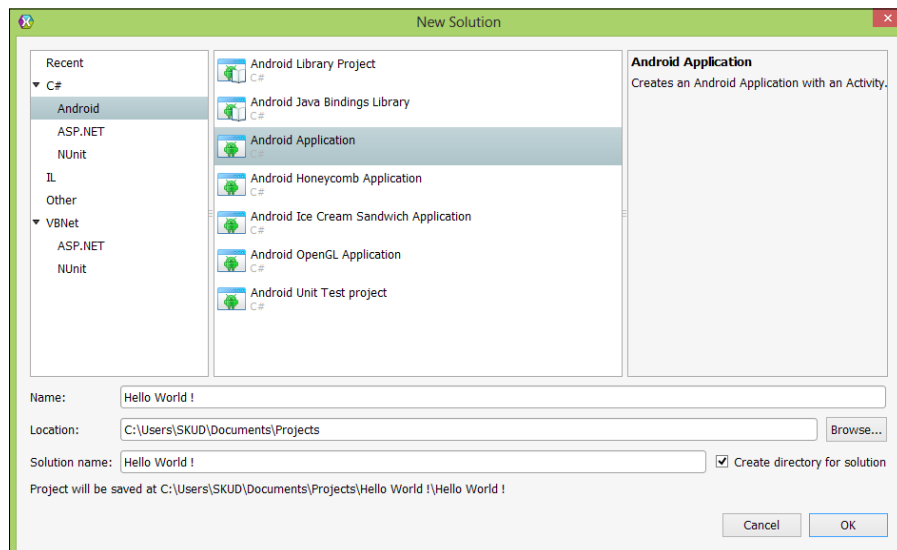 New Solution
Recent
C#
Android
ASP.NET
NUnit
IL
Other
VBNet
ASP.NET
NUnit
Android Library Project
C#
Android Java Bindings Library
C#
Android Application
C#
Android Honeycomb Application
C#
Android Ice Cream Sandwich Application
C#
Android OpenGL Application
C#
Android Unit Test project
C#
Android Application
Creates an Android Application with an Activity.
Name: Hello World !
Location: C:\Users\SKUD\Documents\Projects Browse...
Solution name: Hello World ! Create directory for solution
Project will be saved at C:\Users\SKUD\Documents\Projects\Hello World !\Hello World !
Cancel OK